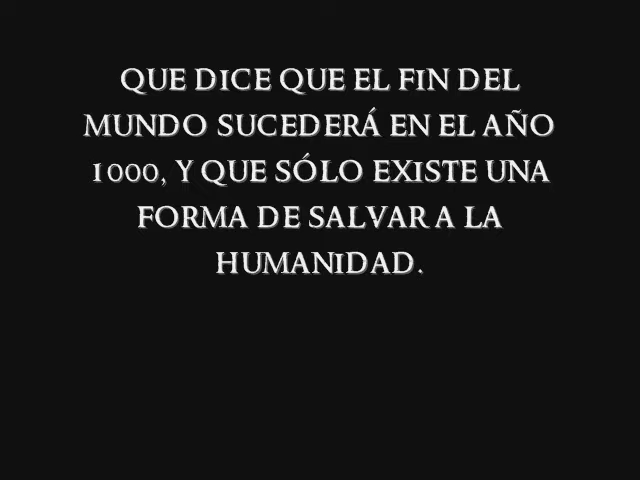 QUE DICE QUE EL FIN DEL
MUNDO SUCEDERÁ EN EL AÑO
1000, Y QUE SÓLO EXISTE UNA
FORMA DE SALVAR A LA
HUMANIDAD.